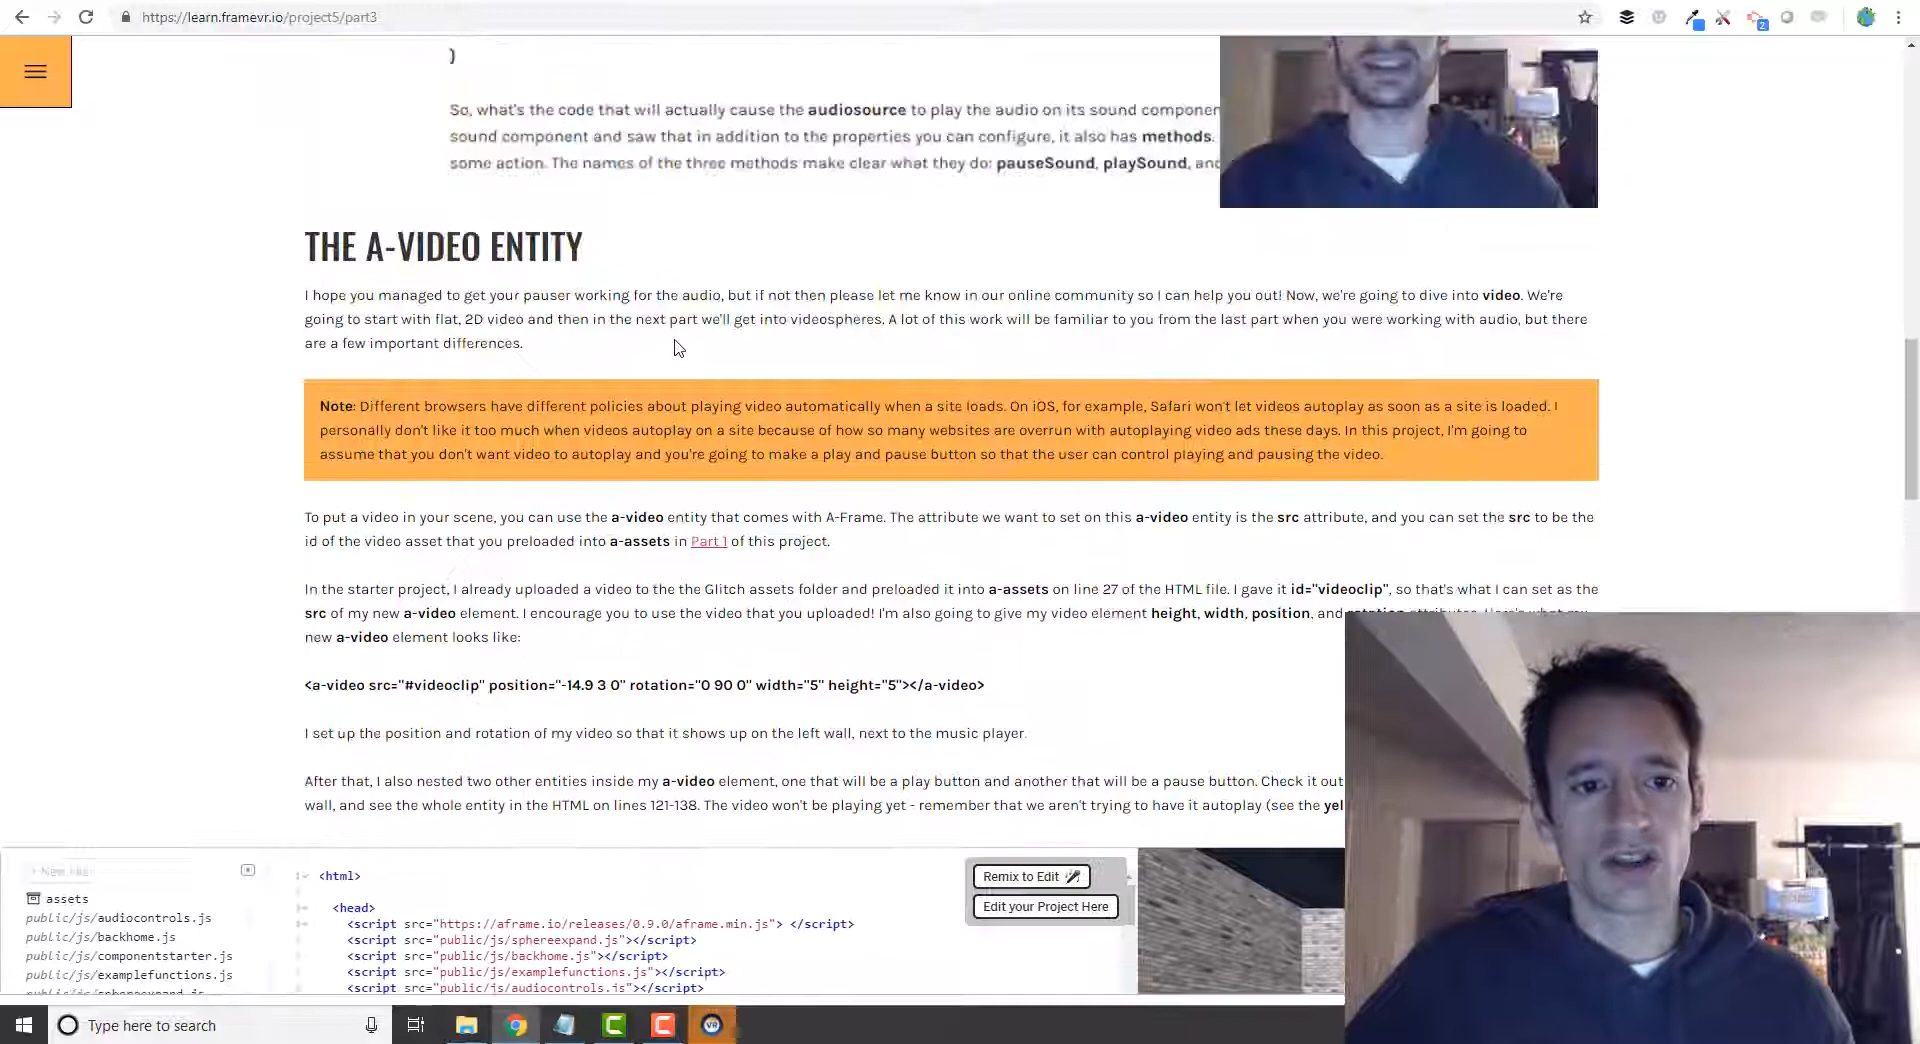 https://learn.framevr.io/project5/part3
2
)
So, what's the code that will actually cause the audiosource to play the audio on its sound component
sound component and saw that in addition to the properties you can configure, it also has methods.
some action. The names of the three methods make clear what they do: pauseSound, playSound, and
THE A-VIDEO ENTITY
I hope you managed to get your pauser working for the audio, but if not then please let me know in our online community so I can help you out! Now, we're going to dive into video. We're
going to start with flat, 2D video and then in the next part we'll get into videospheres. A lot of this work will be familiar to you from the last part when you were working with audio, but there
are a few important differences.
Note: Different browsers have different policies about playing video automatically when a site loads. On iOS, for example, Safari won't let videos autoplay as soon as a site is loaded. I
personally don't like it too much when videos autoplay on a site because of how so many websites are overrun with autoplaying video ads these days. In this project, I'm going to
assume that you don't want video to autoplay and you're going to make a play and pause button so that the user can control playing and pausing the video.
To put a video in your scene, you can use the a-video entity that comes with A-Frame. The attribute we want to set on this a-video entity is the src attribute, and you can set the src to be the
id of the video asset that you preloaded into a-assets in Part 1 of this project.
In the starter project, I already uploaded a video to the the Glitch assets folder and preloaded it into a-assets on line 27 of the HTML file. I gave it id="videoclip", so that's what I can set as the
src of my new a-video element. I encourage you to use the video that you uploaded! I'm also going to give my video element height, width, position, and rotation attributes. Here's what my
new a-video element looks like:
<a-video src="#videoclip" position="-14.9 3 0" rotation="0 90 0" width="5" height="5"></a-video>
I set up the position and rotation of my video so that it shows up on the left wall, next to the music player.
After that, I also nested two other entities inside my a-video element, one that will be a play button and another that will be a pause button. Check it out
wall, and see the whole entity in the HTML on lines 121-138. The video won't be playing yet - remember that we aren't trying to have it autoplay (see the yel
+ New File
assets
public/js/audiocontrols.js
public/js/backhome.js
public/js/componentstarter.js
public/js/examplefunctions.js
public/js/sphereexpand.js
<html>
<head>
<script src="https://aframe.io/releases/0.9.0/aframe.min.js"> </script>
<script src="public/js/sphereexpand.js"></script>
<script src="public/js/backhome.js"></script>
<script src="public/js/examplefunctions.js"></script>
<script src="public/js/audiocontrols.js"></script>
Remix to Edit
Edit your Project Here
Type here to search
VR